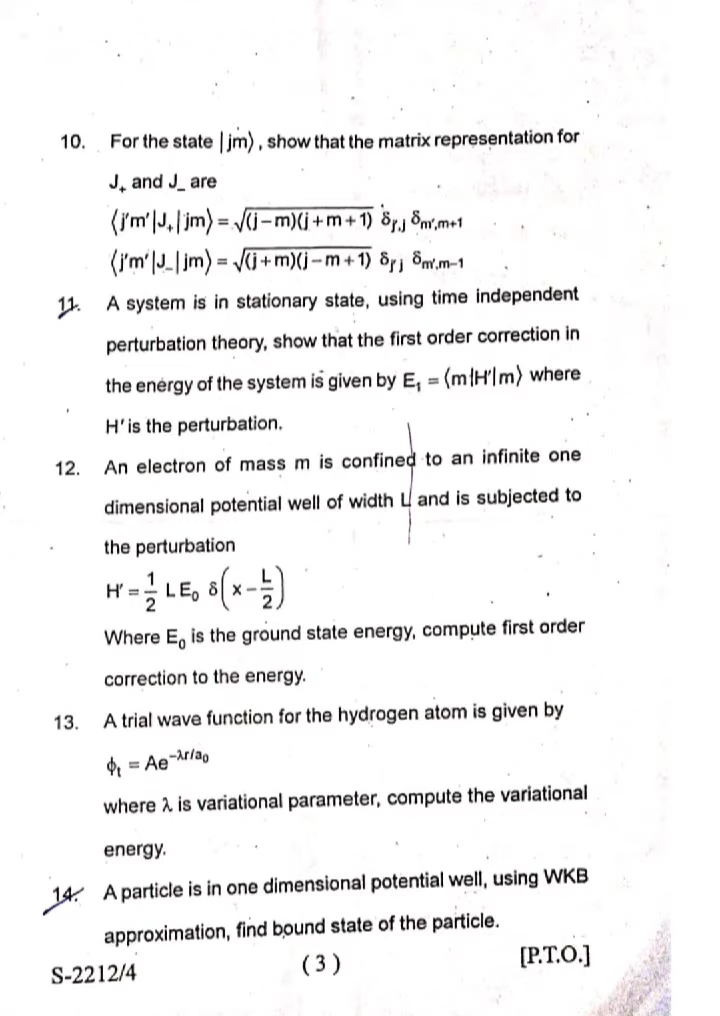 10. For the state |jm⟩, show that the matrix representation for
J₊ and J₋ are
⟨j'm'|J₊|jm⟩ = √(j−m)(j+m+1) δj',j δm',m+1
⟨j'm'|J₋|jm⟩ = √(j+m)(j−m+1) δj'j δm',m−1
11. A system is in stationary state, using time independent
perturbation theory, show that the first order correction in
the energy of the system is given by E₁ = ⟨m|H'|m⟩ where
H' is the perturbation.
12. An electron of mass m is confined to an infinite one
dimensional potential well of width L and is subjected to
the perturbation
H' = 1/2 LE₀ δ(x − L/2)
Where E₀ is the ground state energy, compute first order
correction to the energy.
13. A trial wave function for the hydrogen atom is given by
ϕt = Ae^−λr/a₀
where λ is variational parameter, compute the variational
energy.
14. A particle is in one dimensional potential well, using WKB
approximation, find bound state of the particle.
S-2212/4 (3) [P.T.O.]